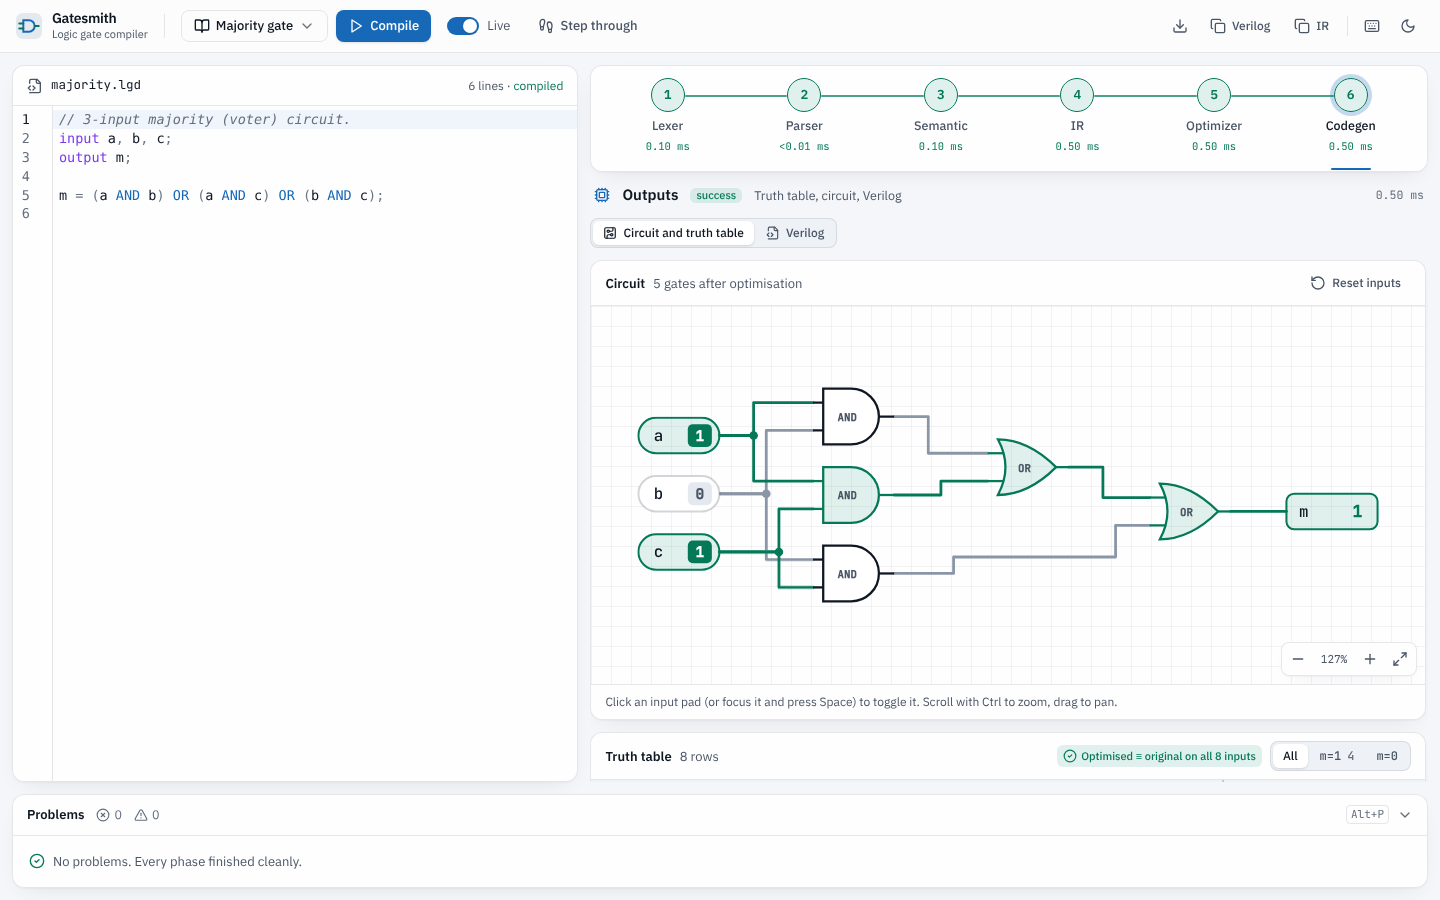 Gatesmith
Logic gate compiler
Majority gate
Compile
Live
Step through
Verilog
IR
majority.lgd
6 lines · compiled
1 // 3-input majority (voter) circuit.
2 input a, b, c;
3 output m;
4
5 m = (a AND b) OR (a AND c) OR (b AND c);
6
1 2 3 4 5 6
Lexer Parser Semantic IR Optimizer Codegen
0.10 ms <0.01 ms 0.10 ms 0.50 ms 0.50 ms 0.50 ms
Outputs success Truth table, circuit, Verilog 0.50 ms
Circuit and truth table Verilog
Circuit 5 gates after optimisation Reset inputs
AND
a 1
OR
b 0
AND
OR
m 1
c 1
AND
127%
Click an input pad (or focus it and press Space) to toggle it. Scroll with Ctrl to zoom, drag to pan.
Truth table 8 rows Optimised ≡ original on all 8 inputs All m=1 4 m=0
Problems 0 0 Alt+P
No problems. Every phase finished cleanly.